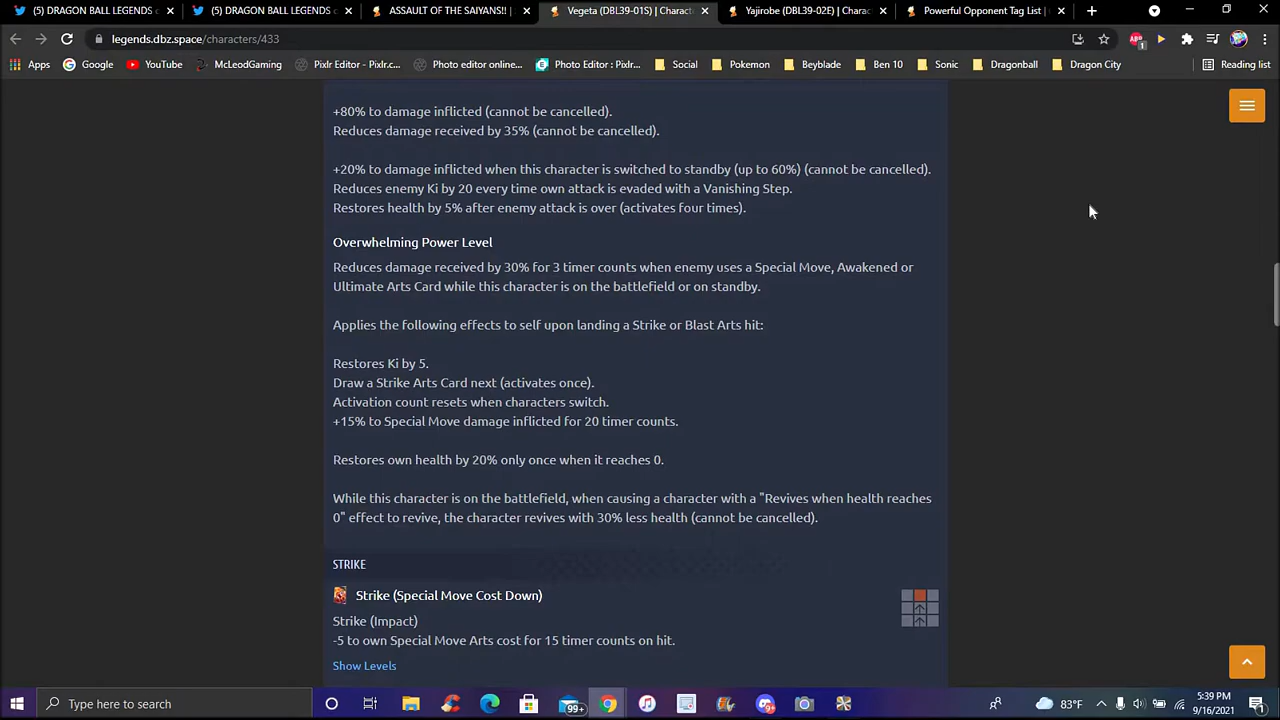 (5) DRAGON BALL LEGENDS c
(5) DRAGON BALL LEGENDS c
ASSAULT OF THE SAIYANS!! |
Vegeta (DBL39-01S) | Charact
Yajirobe (DBL39-02E) | Charac
Powerful Opponent Tag List |
legends.dbz.space/characters/433
1
Apps
Google
YouTube
McLeodGaming
Pixlr Editor - Pixlr.c...
Photo editor online...
Photo Editor : Pixlr...
Social
Pokemon
Beyblade
Ben 10
Sonic
Dragonball
Dragon City
Reading list
+80% to damage inflicted (cannot be cancelled).
Reduces damage received by 35% (cannot be cancelled).
+20% to damage inflicted when this character is switched to standby (up to 60%) (cannot be cancelled).
Reduces enemy Ki by 20 every time own attack is evaded with a Vanishing Step.
Restores health by 5% after enemy attack is over (activates four times).
Overwhelming Power Level
Reduces damage received by 30% for 3 timer counts when enemy uses a Special Move, Awakened or
Ultimate Arts Card while this character is on the battlefield or on standby.
Applies the following effects to self upon landing a Strike or Blast Arts hit:
Restores Ki by 5.
Draw a Strike Arts Card next (activates once).
Activation count resets when characters switch.
+15% to Special Move damage inflicted for 20 timer counts.
Restores own health by 20% only once when it reaches 0.
While this character is on the battlefield, when causing a character with a "Revives when health reaches
0" effect to revive, the character revives with 30% less health (cannot be cancelled).
STRIKE
Strike (Special Move Cost Down)
Strike (Impact)
-5 to own Special Move Arts cost for 15 timer counts on hit.
Show Levels
Type here to search
99+
83°F
5:39 PM
9/16/2021
1